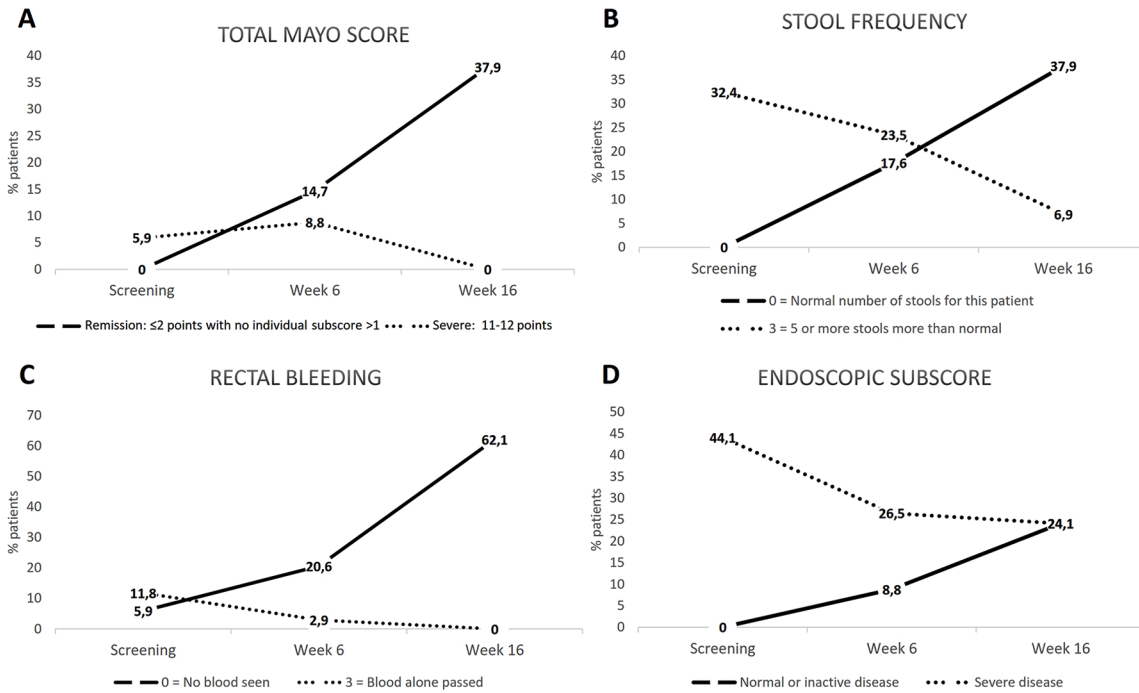 A
TOTAL MAYO SCORE
40
35
30
25
20
15
10
5
0
% patients
37,9
14,7
5,9
8,8
0
0
Screening
Week 6
Week 16
Remission: ≤2 points with no individual subscore >1
Severe: 11-12 points
B
STOOL FREQUENCY
40
35
30
25
20
15
10
5
0
% patients
37,9
32,4
23,5
17,6
6,9
0
Screening
Week 6
Week 16
0 = Normal number of stools for this patient
3 = 5 or more stools more than normal
C
RECTAL BLEEDING
70
60
50
40
30
20
10
0
% patients
62,1
20,6
11,8
5,9
2,9
0
Screening
Week 6
Week 16
0 = No blood seen
3 = Blood alone passed
D
ENDOSCOPIC SUBSCORE
50
45
40
35
30
25
20
15
10
5
0
% patients
44,1
26,5
24,1
8,8
0
Screening
Week 6
Week 16
Normal or inactive disease
Severe disease